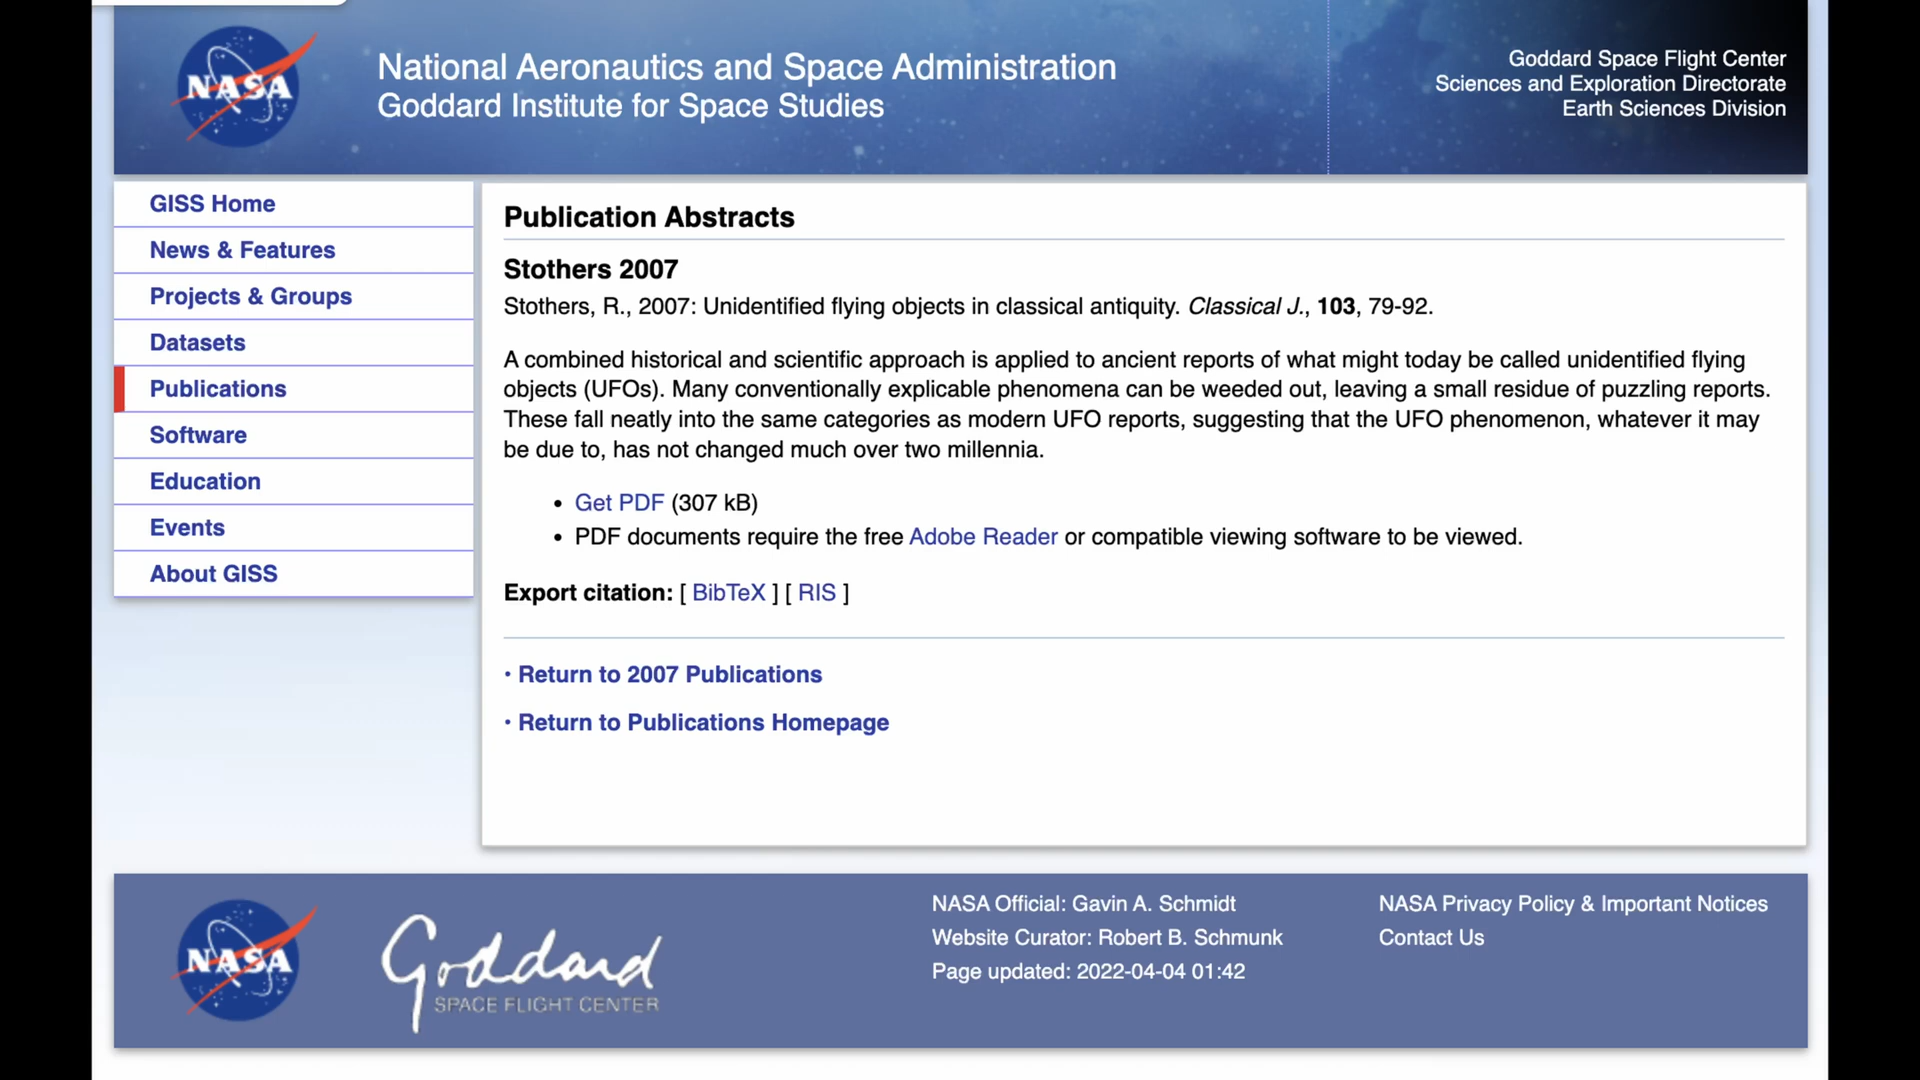 NASA
National Aeronautics and Space Administration
Goddard Institute for Space Studies
Goddard Space Flight Center
Sciences and Exploration Directorate
Earth Sciences Division
GISS Home
News & Features
Projects & Groups
Datasets
Publications
Software
Education
Events
About GISS
Publication Abstracts
Stothers 2007
Stothers, R., 2007: Unidentified flying objects in classical antiquity. Classical J., 103, 79-92.
A combined historical and scientific approach is applied to ancient reports of what might today be called unidentified flying
objects (UFOs). Many conventionally explicable phenomena can be weeded out, leaving a small residue of puzzling reports.
These fall neatly into the same categories as modern UFO reports, suggesting that the UFO phenomenon, whatever it may
be due to, has not changed much over two millennia.
• Get PDF (307 kB)
• PDF documents require the free Adobe Reader or compatible viewing software to be viewed.
Export citation: [ BibTeX ] [ RIS ]
· Return to 2007 Publications
· Return to Publications Homepage
NASA
Goddard
SPACE FLIGHT CENTER
NASA Official: Gavin A. Schmidt
Website Curator: Robert B. Schmunk
Page updated: 2022-04-04 01:42
NASA Privacy Policy & Important Notices
Contact Us